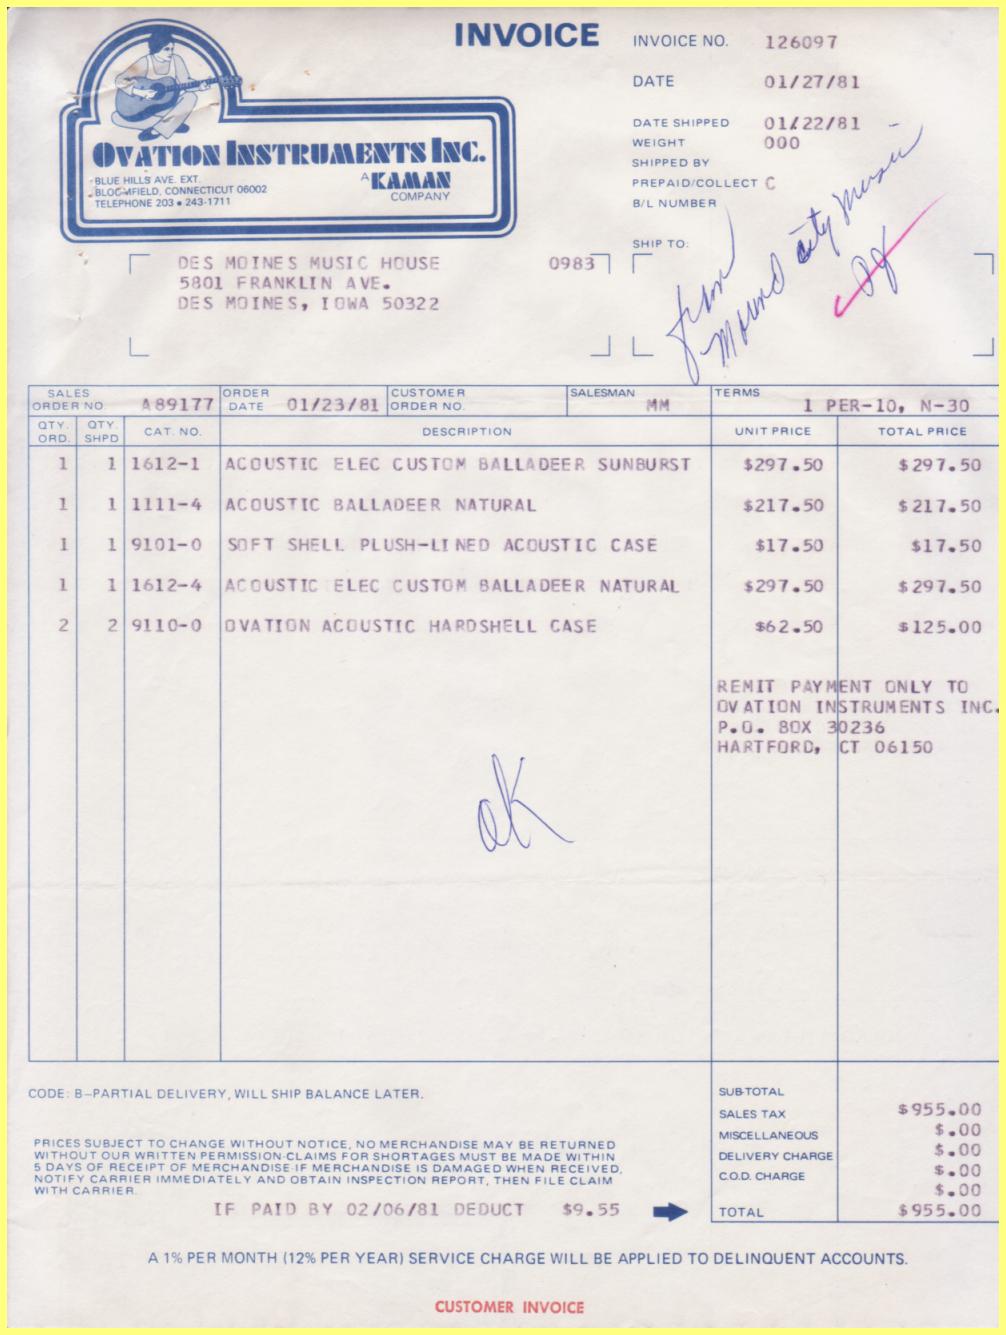 INVOICE
INVOICE NO. 126097
DATE 01/27/81
DATE SHIPPED 01/22/81
WEIGHT 000
SHIPPED BY
PREPAID/COLLECT C
B/L NUMBER
OVATION INSTRUMENTS INC.
BLUE HILLS AVE. EXT.
BLOOMFIELD, CONNECTICUT 06002
TELEPHONE 203 • 243-1711
A KAMAN
COMPANY
SHIP TO:
from
Mound city Music
DES MOINES MUSIC HOUSE 0983
5801 FRANKLIN AVE.
DES MOINES, IOWA 50322
SALES ORDER NO. A89177 ORDER DATE 01/23/81 CUSTOMER ORDER NO. SALESMAN MM TERMS 1 PER-10, N-30
QTY. ORD. QTY. SHPD CAT. NO. DESCRIPTION UNIT PRICE TOTAL PRICE
1 1 1612-1 ACOUSTIC ELEC CUSTOM BALLADEER SUNBURST $297.50 $297.50
1 1 1111-4 ACOUSTIC BALLADEER NATURAL $217.50 $217.50
1 1 9101-0 SOFT SHELL PLUSH-LINED ACOUSTIC CASE $17.50 $17.50
1 1 1612-4 ACOUSTIC ELEC CUSTOM BALLADEER NATURAL $297.50 $297.50
2 2 9110-0 OVATION ACOUSTIC HARDSHELL CASE $62.50 $125.00
REMIT PAYMENT ONLY TO
OVATION INSTRUMENTS INC.
P.O. BOX 30236
HARTFORD, CT 06150
OK
CODE: B-PARTIAL DELIVERY, WILL SHIP BALANCE LATER.
SUB-TOTAL $955.00
SALES TAX $.00
MISCELLANEOUS $.00
DELIVERY CHARGE $.00
C.O.D. CHARGE $.00
PRICES SUBJECT TO CHANGE WITHOUT NOTICE, NO MERCHANDISE MAY BE RETURNED
WITHOUT OUR WRITTEN PERMISSION-CLAIMS FOR SHORTAGES MUST BE MADE WITHIN
5 DAYS OF RECEIPT OF MERCHANDISE-IF MERCHANDISE IS DAMAGED WHEN RECEIVED,
NOTIFY CARRIER IMMEDIATELY AND OBTAIN INSPECTION REPORT, THEN FILE CLAIM
WITH CARRIER.
IF PAID BY 02/06/81 DEDUCT $9.55
TOTAL $955.00
A 1% PER MONTH (12% PER YEAR) SERVICE CHARGE WILL BE APPLIED TO DELINQUENT ACCOUNTS.
CUSTOMER INVOICE